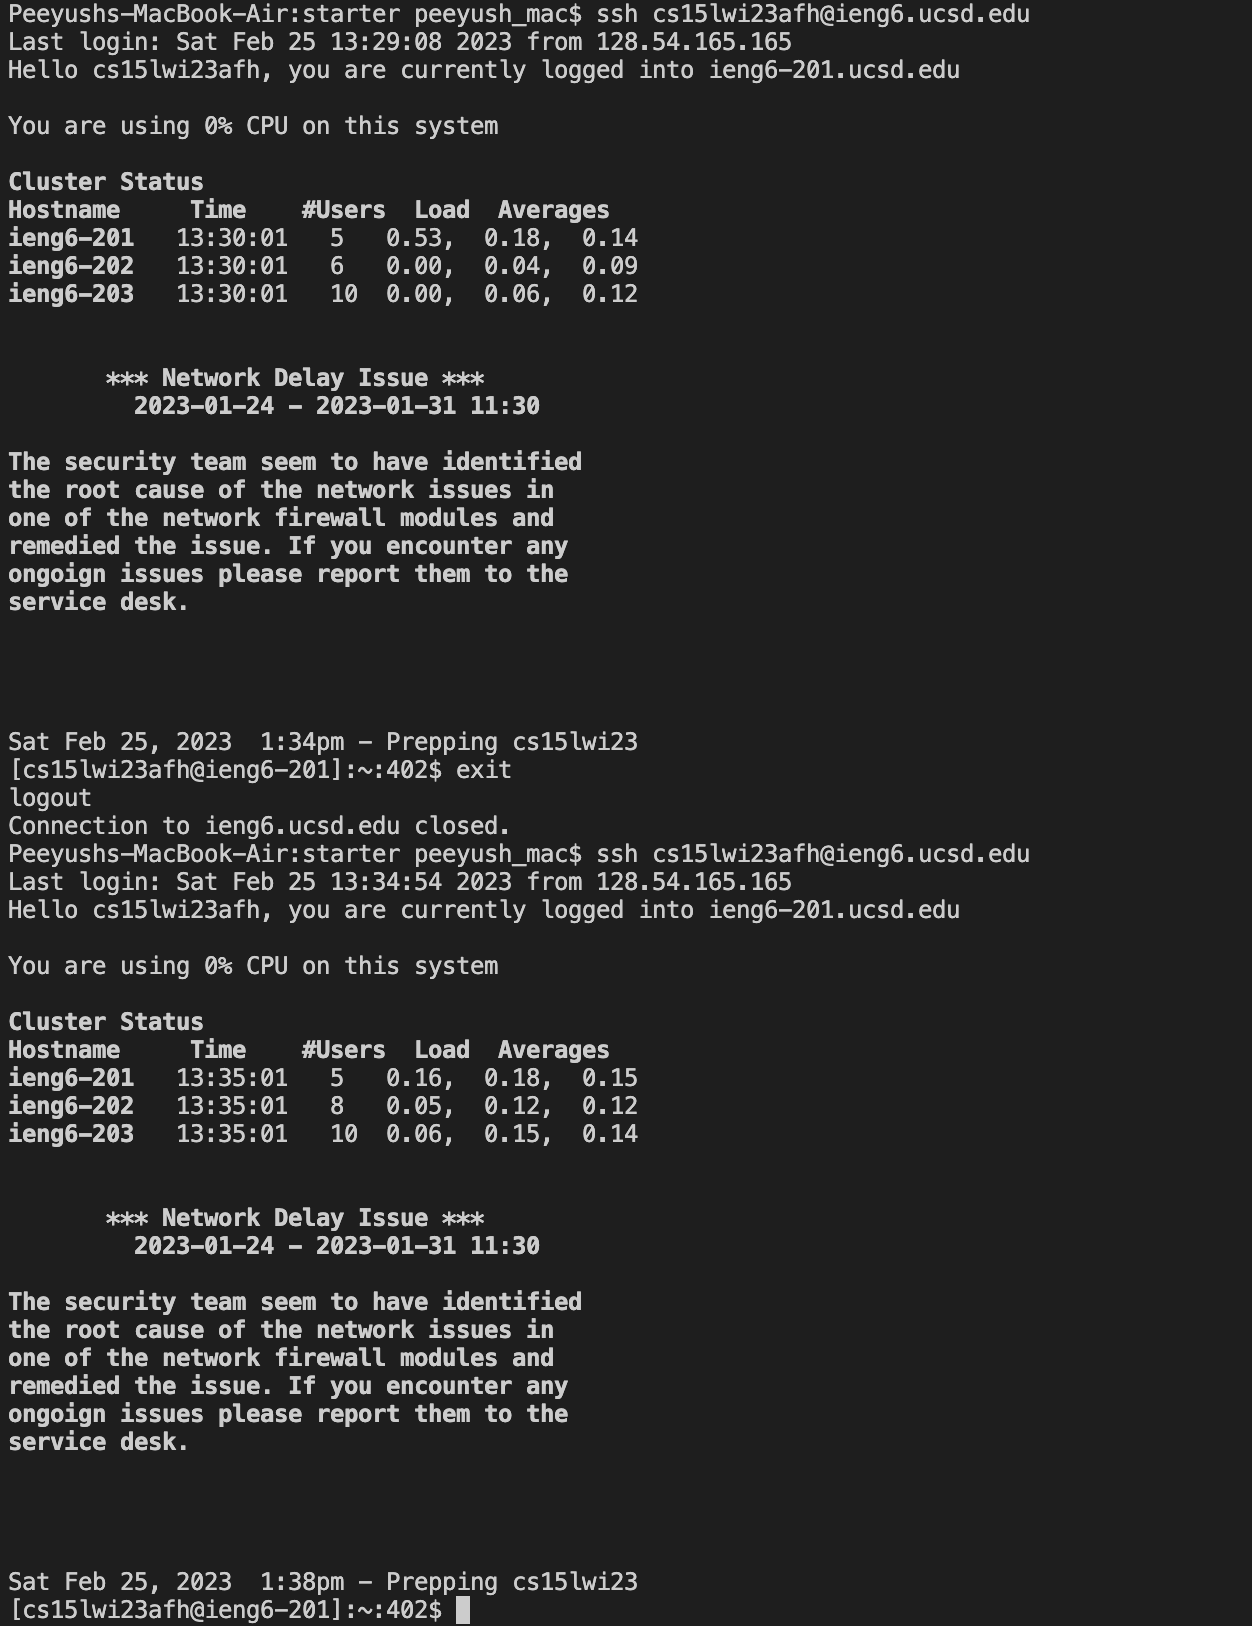 Peeyushs-MacBook-Air:starter peeyush_mac$ ssh cs15lwi23afh@ieng6.ucsd.edu
Last login: Sat Feb 25 13:29:08 2023 from 128.54.165.165
Hello cs15lwi23afh, you are currently logged into ieng6-201.ucsd.edu
You are using 0% CPU on this system
Cluster Status
Hostname     Time    #Users  Load  Averages
ieng6-201   13:30:01   5   0.53,  0.18,  0.14
ieng6-202   13:30:01   6   0.00,  0.04,  0.09
ieng6-203   13:30:01   10  0.00,  0.06,  0.12
*** Network Delay Issue ***
2023-01-24 - 2023-01-31 11:30
The security team seem to have identified
the root cause of the network issues in
one of the network firewall modules and
remedied the issue. If you encounter any
ongoign issues please report them to the
service desk.
Sat Feb 25, 2023  1:34pm - Prepping cs15lwi23
[cs15lwi23afh@ieng6-201]:~:402$ exit
logout
Connection to ieng6.ucsd.edu closed.
Peeyushs-MacBook-Air:starter peeyush_mac$ ssh cs15lwi23afh@ieng6.ucsd.edu
Last login: Sat Feb 25 13:34:54 2023 from 128.54.165.165
Hello cs15lwi23afh, you are currently logged into ieng6-201.ucsd.edu
You are using 0% CPU on this system
Cluster Status
Hostname     Time    #Users  Load  Averages
ieng6-201   13:35:01   5   0.16,  0.18,  0.15
ieng6-202   13:35:01   8   0.05,  0.12,  0.12
ieng6-203   13:35:01   10  0.06,  0.15,  0.14
*** Network Delay Issue ***
2023-01-24 - 2023-01-31 11:30
The security team seem to have identified
the root cause of the network issues in
one of the network firewall modules and
remedied the issue. If you encounter any
ongoign issues please report them to the
service desk.
Sat Feb 25, 2023  1:38pm - Prepping cs15lwi23
[cs15lwi23afh@ieng6-201]:~:402$